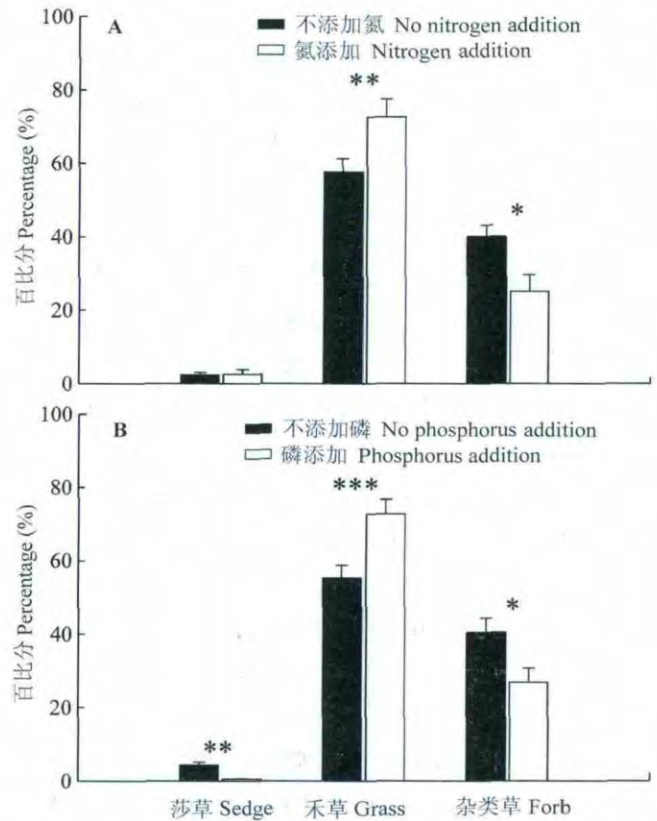 100
A
不添加氮 No nitrogen addition
氮添加 Nitrogen addition
80
**
60
*
40
20
0
百比分 Percentage (%)
100
B
不添加磷 No phosphorus addition
磷添加 Phosphorus addition
80
***
60
*
40
20
**
0
百比分 Percentage (%)
莎草 Sedge 禾草 Grass 杂类草 Forb